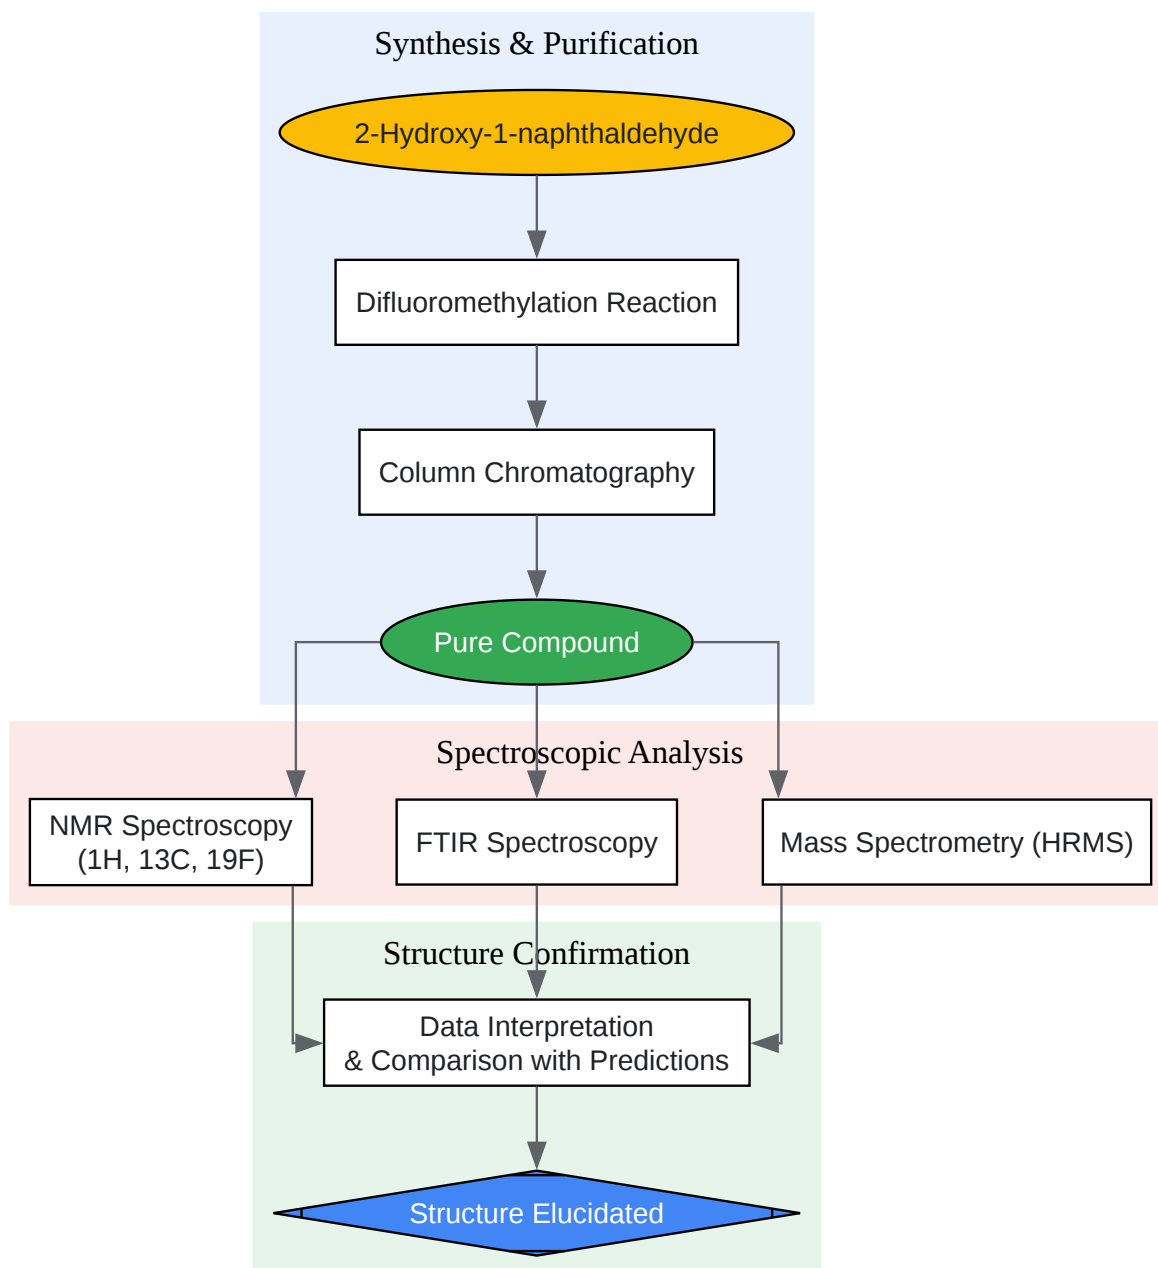 Synthesis & Purification
2-Hydroxy-1-naphthaldehyde
Difluoromethylation Reaction
Column Chromatography
Pure Compound
Spectroscopic Analysis
NMR Spectroscopy
(1H, 13C, 19F)
FTIR Spectroscopy
Mass Spectrometry (HRMS)
Structure Confirmation
Data Interpretation
& Comparison with Predictions
Structure Elucidated